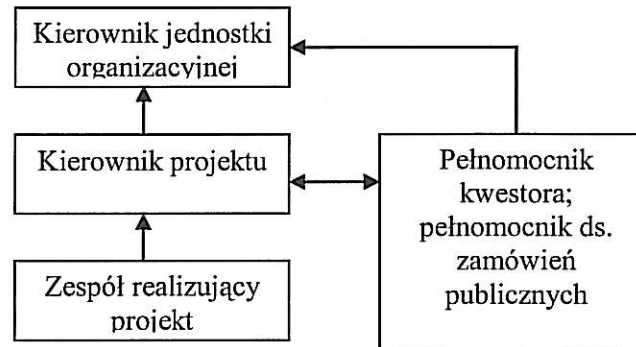 Kierownik jednostki
organizacyjnej
Kierownik projektu
Pełnomocnik
kwestora;
pełnomocnik ds.
zamówień
publicznych
Zespół realizujący
projekt